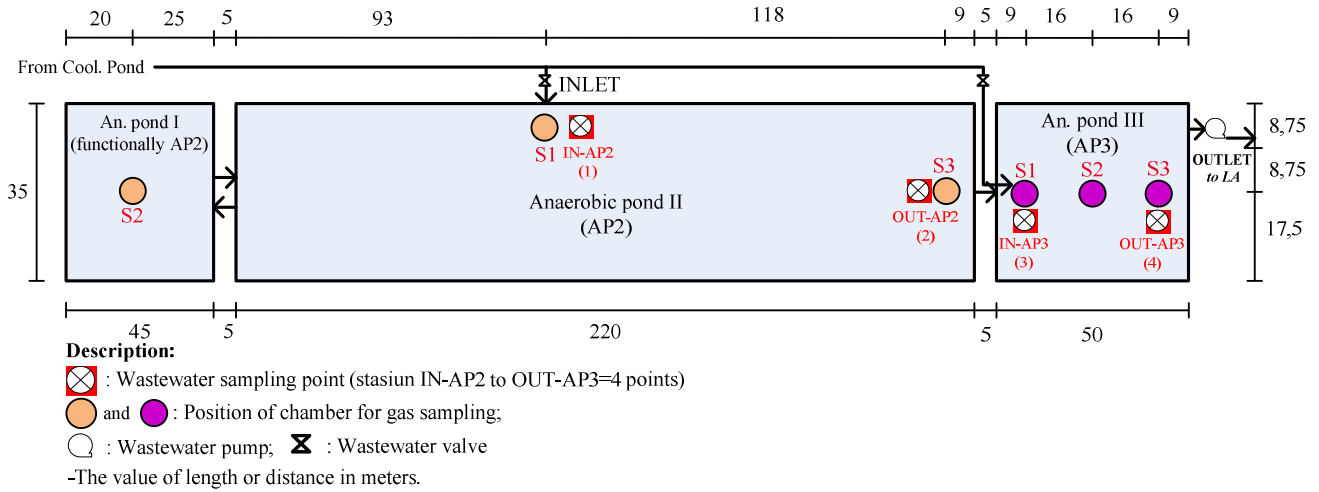 20 25 5 93 118 9 5 9 16 16 9
From Cool. Pond
INLET
An. pond I
(functionally AP2)
S2
35
S1
IN-AP2
(1)
Anaerobic pond II
(AP2)
S3
OUT-AP2
(2)
An. pond III
(AP3)
S1 S2 S3
IN-AP3
(3)
OUT-AP3
(4)
OUTLET
to LA
8,75
8,75
17,5
45 5 220 5 50
Description:
: Wastewater sampling point (stasiun IN-AP2 to OUT-AP3=4 points)
and : Position of chamber for gas sampling;
: Wastewater pump; : Wastewater valve
-The value of length or distance in meters.